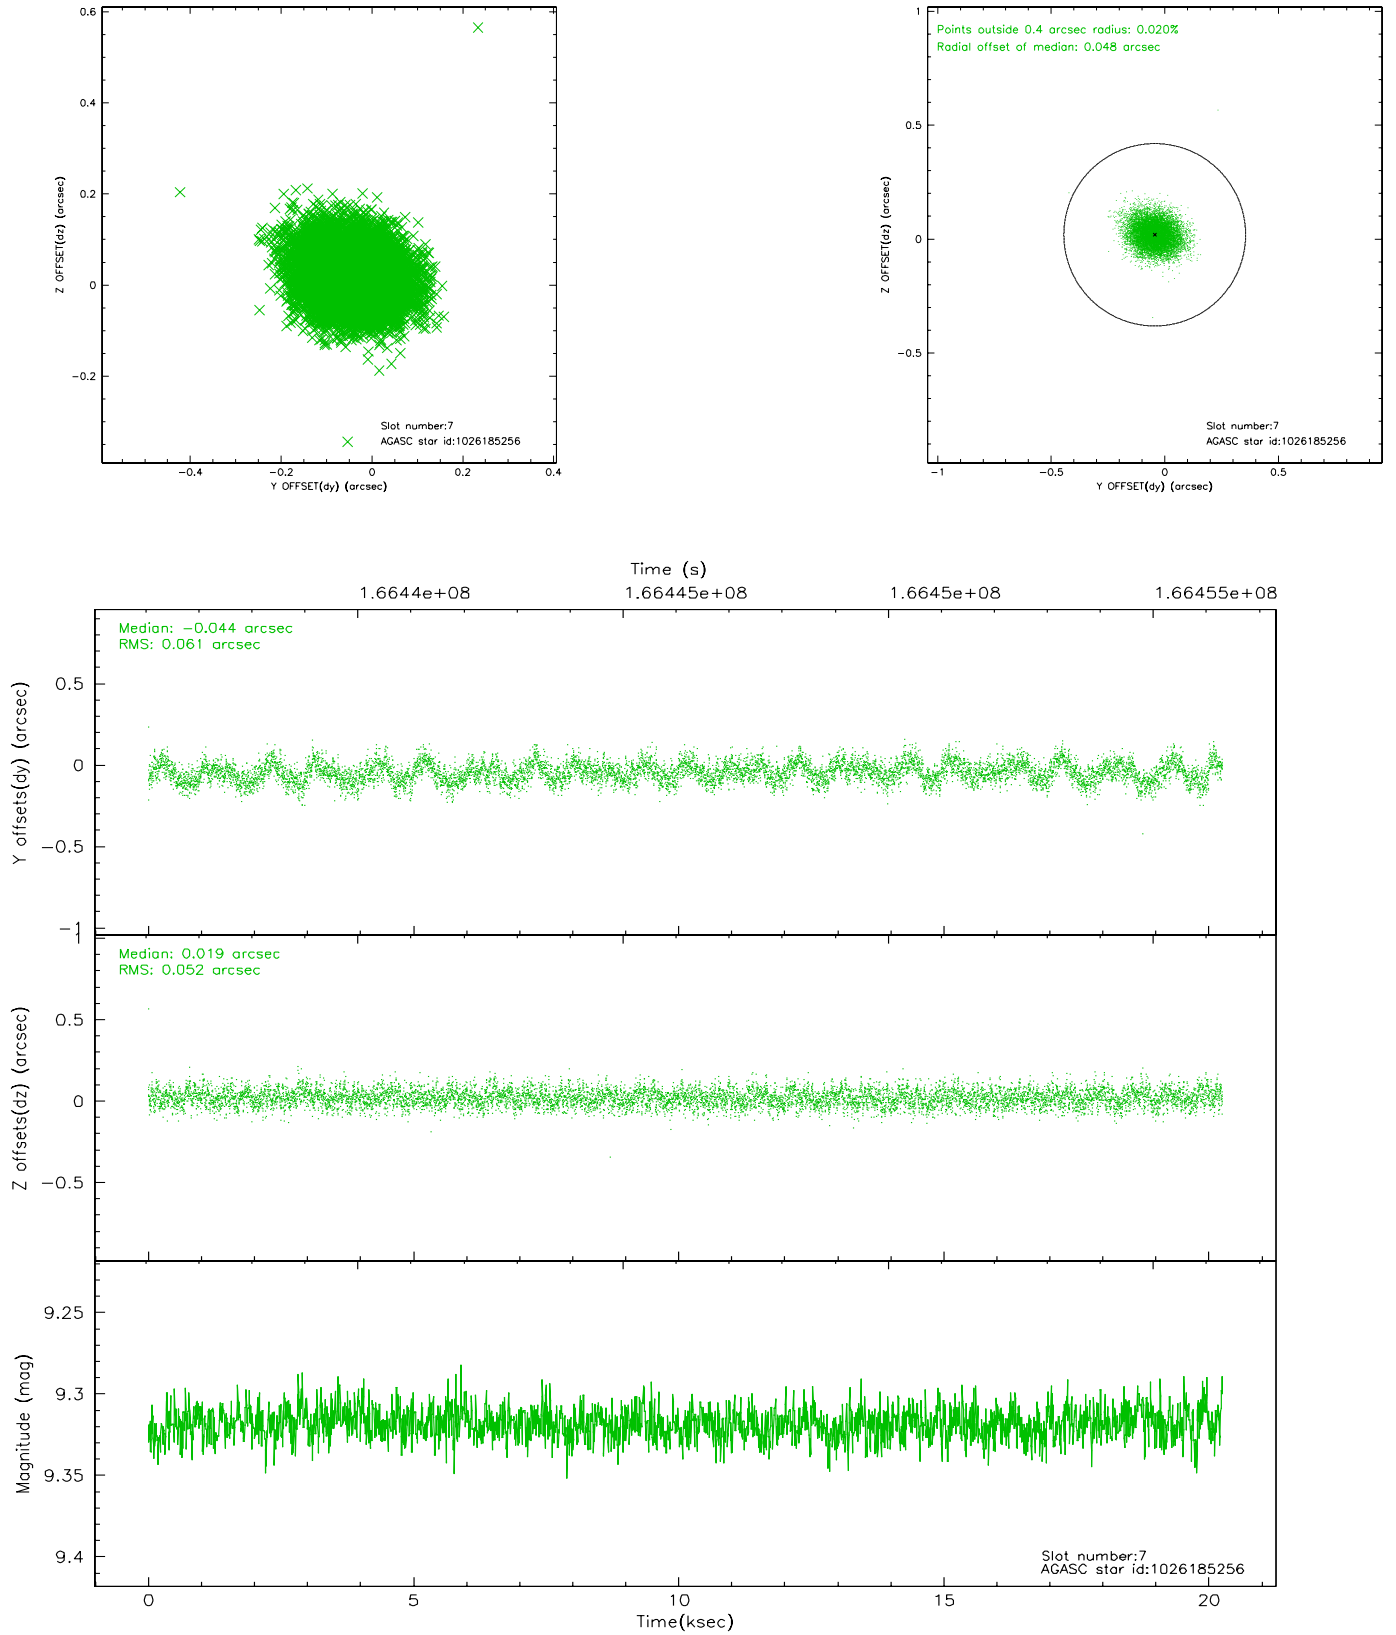 0.6
0.4
0.2
0
−0.2
Z OFFSET(dz) (arcsec)
Slot number:7
AGASC star id:1026185256
−0.4 −0.2 0 0.2 0.4
Y OFFSET(dy) (arcsec)
Points outside 0.4 arcsec radius: 0.020%
Radial offset of median: 0.048 arcsec
1
0.5
0
−0.5
Z OFFSET(dz) (arcsec)
Slot number:7
AGASC star id:1026185256
−1 −0.5 0 0.5
Y OFFSET(dy) (arcsec)
Time (s)
1.6644e+08 1.66445e+08 1.6645e+08 1.66455e+08
Median: −0.044 arcsec
RMS: 0.061 arcsec
0.5
0
−0.5
−1
Y offsets(dy) (arcsec)
Median: 0.019 arcsec
RMS: 0.052 arcsec
1
0.5
0
−0.5
Z offsets(dz) (arcsec)
9.25
9.3
9.35
9.4
Magnitude (mag)
Slot number:7
AGASC star id:1026185256
0 5 10 15 20
Time(ksec)